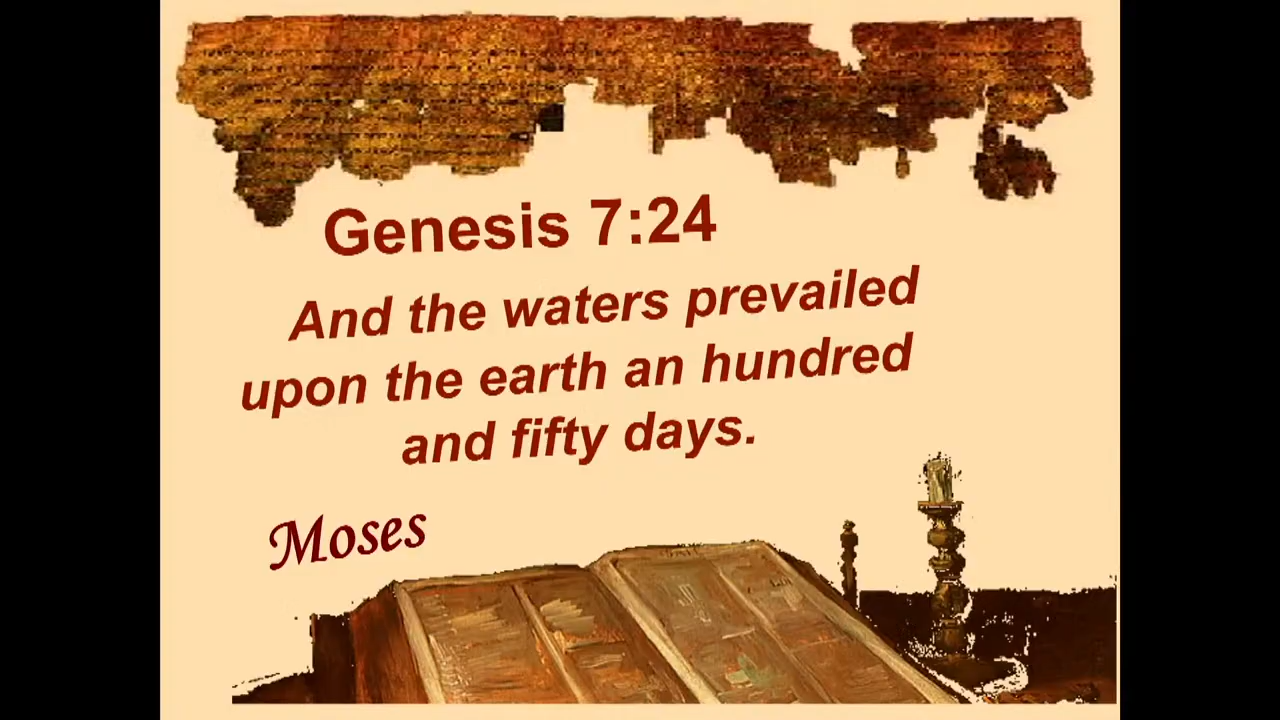 Genesis 7:24
And the waters prevailed
upon the earth an hundred
and fifty days.
Moses